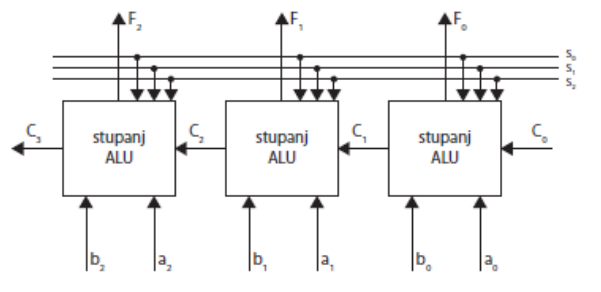 F₂ F₁ F₀
s₀
s₁
s₂
C₃ stupanj ALU C₂ stupanj ALU C₁ stupanj ALU C₀
b₂ a₂ b₁ a₁ b₀ a₀